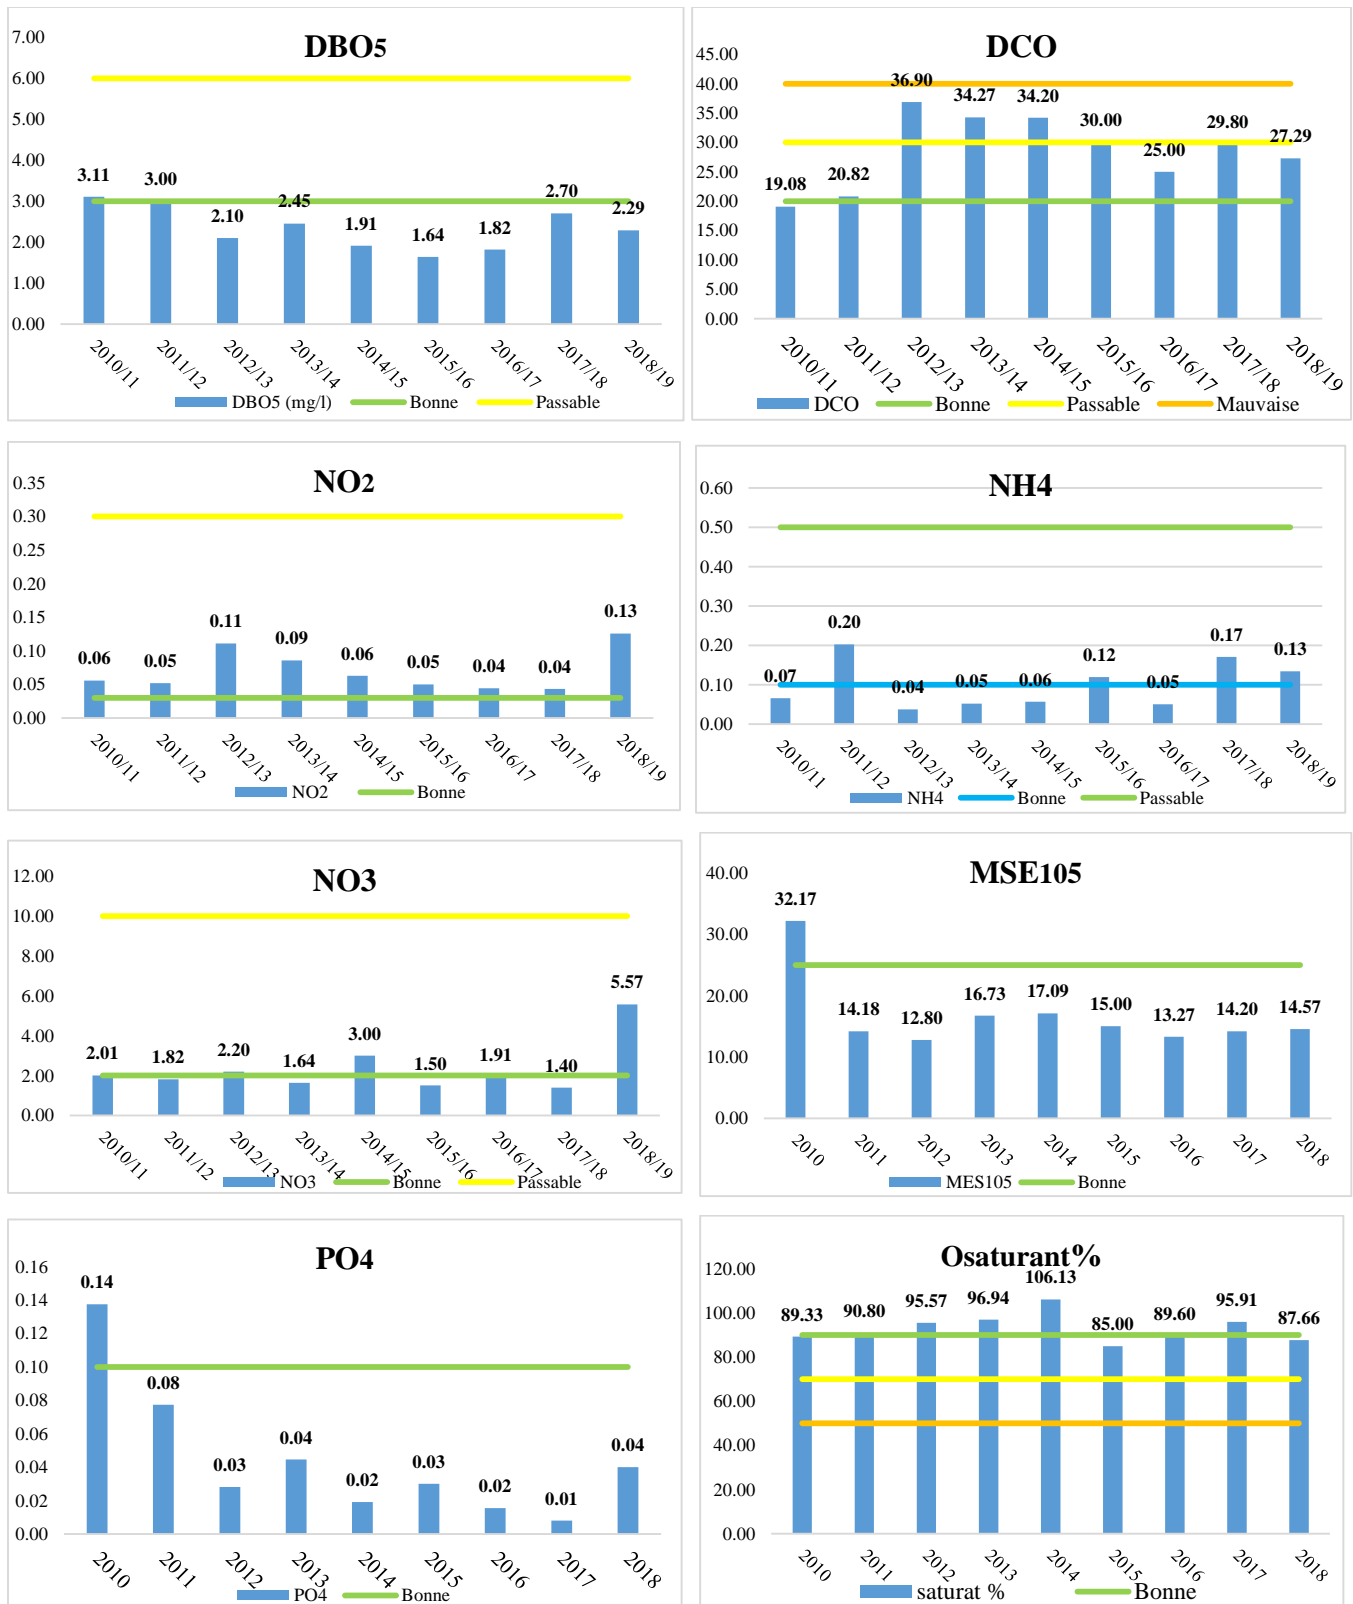 DBO5
7.00
6.00
5.00
4.00
3.00
2.00
1.00
0.00
3.11 3.00 2.10 2.45 1.91 1.64 1.82 2.70 2.29
2010/11 2011/12 2012/13 2013/14 2014/15 2015/16 2016/17 2017/18 2018/19
DBO5 (mg/l) Bonne Passable
DCO
45.00
40.00
35.00
30.00
25.00
20.00
15.00
10.00
5.00
0.00
19.08 20.82 36.90 34.27 34.20 30.00 25.00 29.80 27.29
2010/11 2011/12 2012/13 2013/14 2014/15 2015/16 2016/17 2017/18 2018/19
DCO Bonne Passable Mauvaise
NO2
0.35
0.30
0.25
0.20
0.15
0.10
0.05
0.00
0.06 0.05 0.11 0.09 0.06 0.05 0.04 0.04 0.13
2010/11 2011/12 2012/13 2013/14 2014/15 2015/16 2016/17 2017/18 2018/19
NO2 Bonne
NH4
0.60
0.50
0.40
0.30
0.20
0.10
0.00
0.07 0.20 0.04 0.05 0.06 0.12 0.05 0.17 0.13
2010/11 2011/12 2012/13 2013/14 2014/15 2015/16 2016/17 2017/18 2018/19
NH4 Bonne Passable
NO3
12.00
10.00
8.00
6.00
4.00
2.00
0.00
2.01 1.82 2.20 1.64 3.00 1.50 1.91 1.40 5.57
2010/11 2011/12 2012/13 2013/14 2014/15 2015/16 2016/17 2017/18 2018/19
NO3 Bonne Passable
MSE105
40.00
30.00
20.00
10.00
0.00
32.17 14.18 12.80 16.73 17.09 15.00 13.27 14.20 14.57
2010 2011 2012 2013 2014 2015 2016 2017 2018
MES105 Bonne
PO4
0.16
0.14
0.12
0.10
0.08
0.06
0.04
0.02
0.00
0.14 0.08 0.03 0.04 0.02 0.03 0.02 0.01 0.04
2010 2011 2012 2013 2014 2015 2016 2017 2018
PO4 Bonne
Osaturant%
120.00
100.00
80.00
60.00
40.00
20.00
0.00
89.33 90.80 95.57 96.94 106.13 85.00 89.60 95.91 87.66
2010 2011 2012 2013 2014 2015 2016 2017 2018
saturat % Bonne